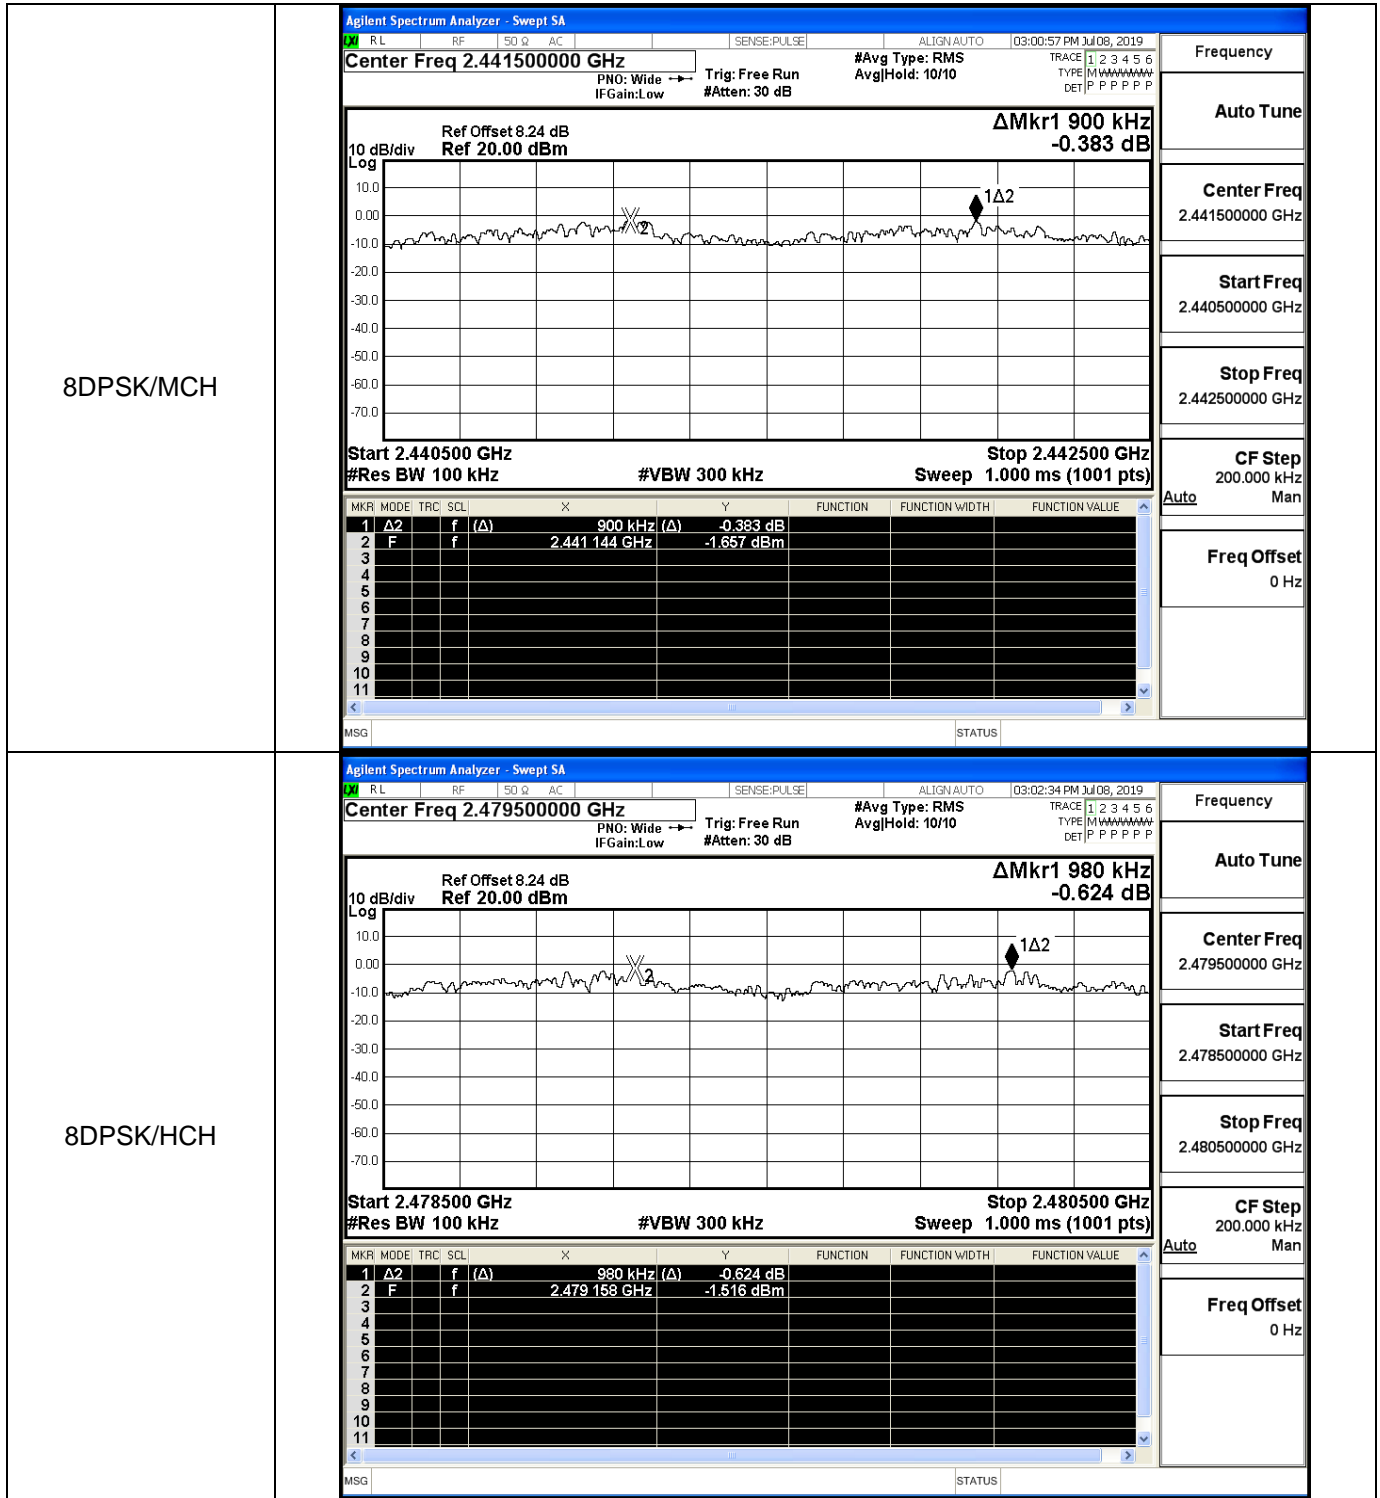 8DPSK/MCH
Agilent Spectrum Analyzer - Swept SA
LXI RL RF 50 Ω AC SENSE:PULSE ALIGN AUTO 03:00:57 PM Jul 08, 2019
Center Freq 2.441500000 GHz #Avg Type: RMS TRACE 1 2 3 4 5 6
PNO: Wide Trig: Free Run Avg|Hold: 10/10 TYPE M WWWWW
IFGain:Low #Atten: 30 dB DET P P P P P P
ΔMkr1 900 kHz
Ref Offset 8.24 dB
10 dB/div Ref 20.00 dBm -0.383 dB
Log
10.0
0.00
-10.0
-20.0
-30.0
-40.0
-50.0
-60.0
-70.0
1Δ2
2
Start 2.440500 GHz Stop 2.442500 GHz
#Res BW 100 kHz #VBW 300 kHz Sweep 1.000 ms (1001 pts)
MKR MODE TRC SCL X Y FUNCTION FUNCTION WIDTH FUNCTION VALUE
1 Δ2 f (Δ) 900 kHz (Δ) -0.383 dB
2 F f 2.441 144 GHz -1.657 dBm
3
4
5
6
7
8
9
10
11
MSG STATUS
Frequency
Auto Tune
Center Freq
2.441500000 GHz
Start Freq
2.440500000 GHz
Stop Freq
2.442500000 GHz
CF Step
200.000 kHz
Auto Man
Freq Offset
0 Hz
8DPSK/HCH
Agilent Spectrum Analyzer - Swept SA
LXI RL RF 50 Ω AC SENSE:PULSE ALIGN AUTO 03:02:34 PM Jul 08, 2019
Center Freq 2.479500000 GHz #Avg Type: RMS TRACE 1 2 3 4 5 6
PNO: Wide Trig: Free Run Avg|Hold: 10/10 TYPE M WWWWW
IFGain:Low #Atten: 30 dB DET P P P P P P
ΔMkr1 980 kHz
Ref Offset 8.24 dB
10 dB/div Ref 20.00 dBm -0.624 dB
Log
10.0
0.00
-10.0
-20.0
-30.0
-40.0
-50.0
-60.0
-70.0
1Δ2
2
Start 2.478500 GHz Stop 2.480500 GHz
#Res BW 100 kHz #VBW 300 kHz Sweep 1.000 ms (1001 pts)
MKR MODE TRC SCL X Y FUNCTION FUNCTION WIDTH FUNCTION VALUE
1 Δ2 f (Δ) 980 kHz (Δ) -0.624 dB
2 F f 2.479 158 GHz -1.516 dBm
3
4
5
6
7
8
9
10
11
MSG STATUS
Frequency
Auto Tune
Center Freq
2.479500000 GHz
Start Freq
2.478500000 GHz
Stop Freq
2.480500000 GHz
CF Step
200.000 kHz
Auto Man
Freq Offset
0 Hz